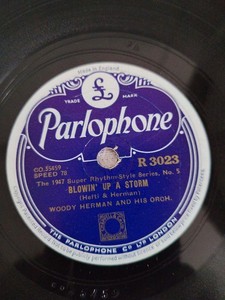 Made in England
TRADE £ MARK
Parlophone
CO.35459
SPEED 78
R 3023
The 1947 Super Rhythm-Style Series, No. 5
BLOWIN' UP A STORM
(Hefti & Herman)
WOODY HERMAN AND HIS ORCH.
THE PARLOPHONE CO LTD LONDON